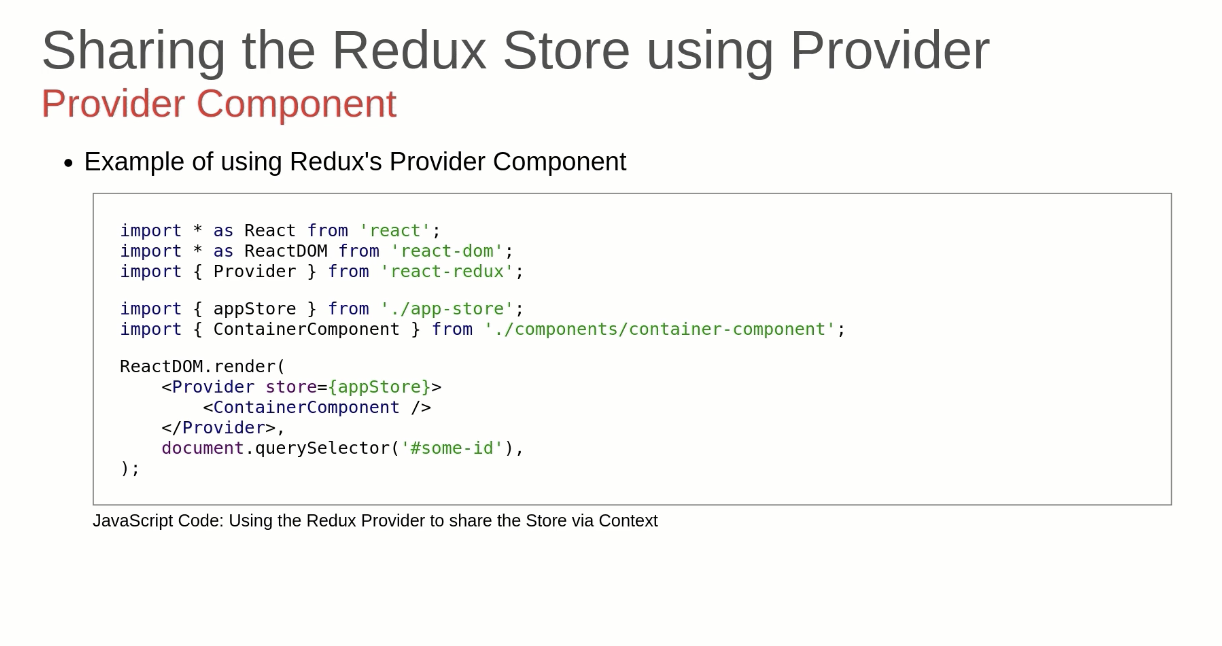 Sharing the Redux Store using Provider
Provider Component
• Example of using Redux's Provider Component
import * as React from 'react';
import * as ReactDOM from 'react-dom';
import { Provider } from 'react-redux';
import { appStore } from './app-store';
import { ContainerComponent } from './components/container-component';
ReactDOM.render(
    <Provider store={appStore}>
        <ContainerComponent />
    </Provider>,
    document.querySelector('#some-id'),
);
JavaScript Code: Using the Redux Provider to share the Store via Context